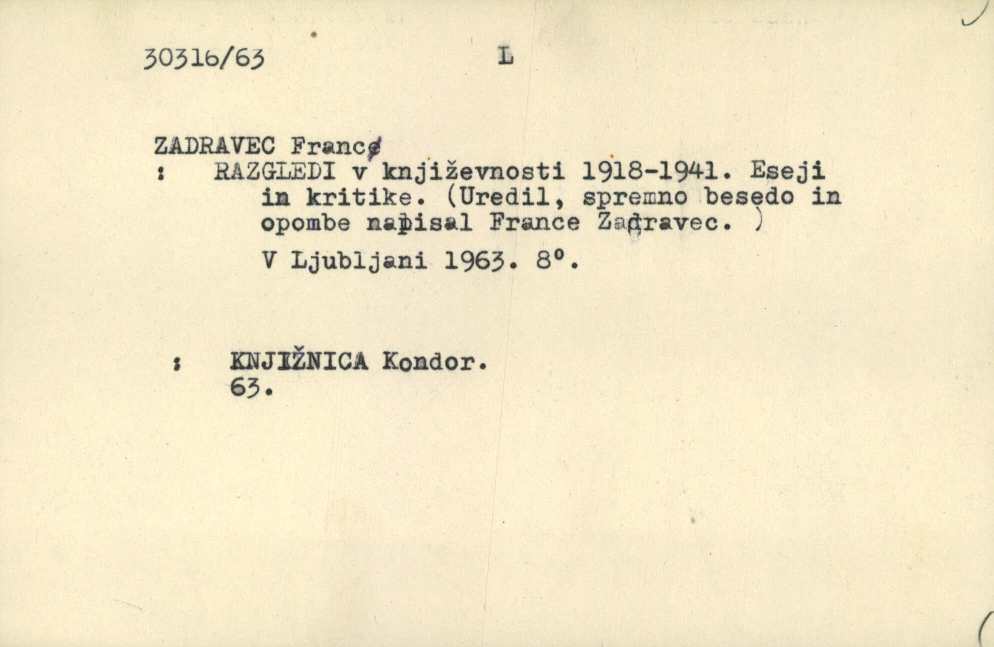 30316/63 L
ZADRAVEC France
: RAZGLEDI v književnosti 1918-1941. Eseji
in kritike. (Uredil, spremno besedo in
opombe napisal France Zadravec. )
V Ljubljani 1963. 8°.
: KNJIŽNICA Kondor.
63.